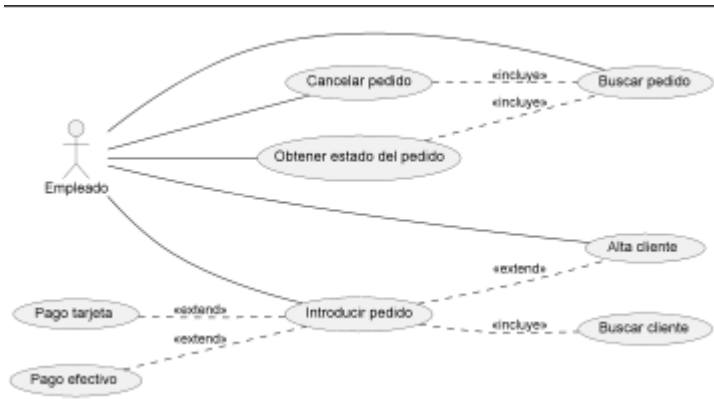 «incluye»
Cancelar pedido
Buscar pedido
«incluye»
Obtener estado del pedido
Empleado
Alta cliente
«extend»
Pago tarjeta
«extend»
Introducir pedido
«incluye»
Buscar cliente
«extend»
Pago efectivo